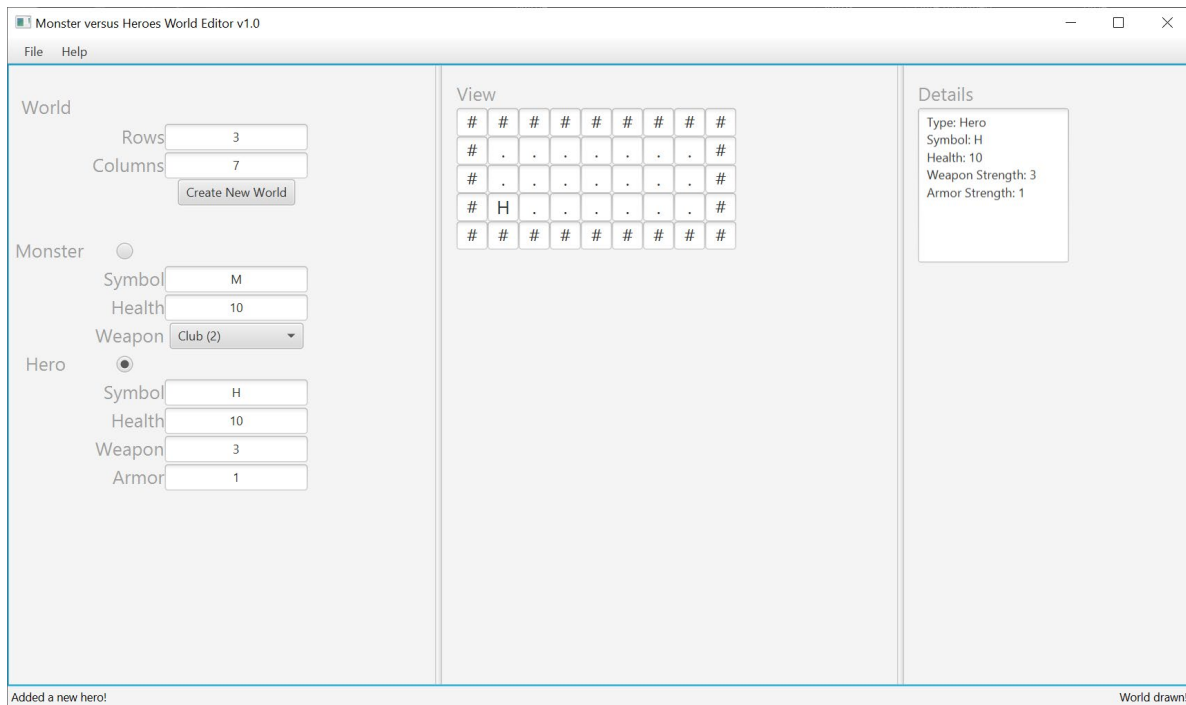 Monster versus Heroes World Editor v1.0
File Help
World
Rows 3
Columns 7
Create New World
Monster
Symbol M
Health 10
Weapon Club (2)
Hero
Symbol H
Health 10
Weapon 3
Armor 1
View
# # # # # # # # #
# . . . . . . . #
# . . . . . . . #
# H . . . . . . #
# # # # # # # # #
Details
Type: Hero
Symbol: H
Health: 10
Weapon Strength: 3
Armor Strength: 1
Added a new hero!
World drawn!